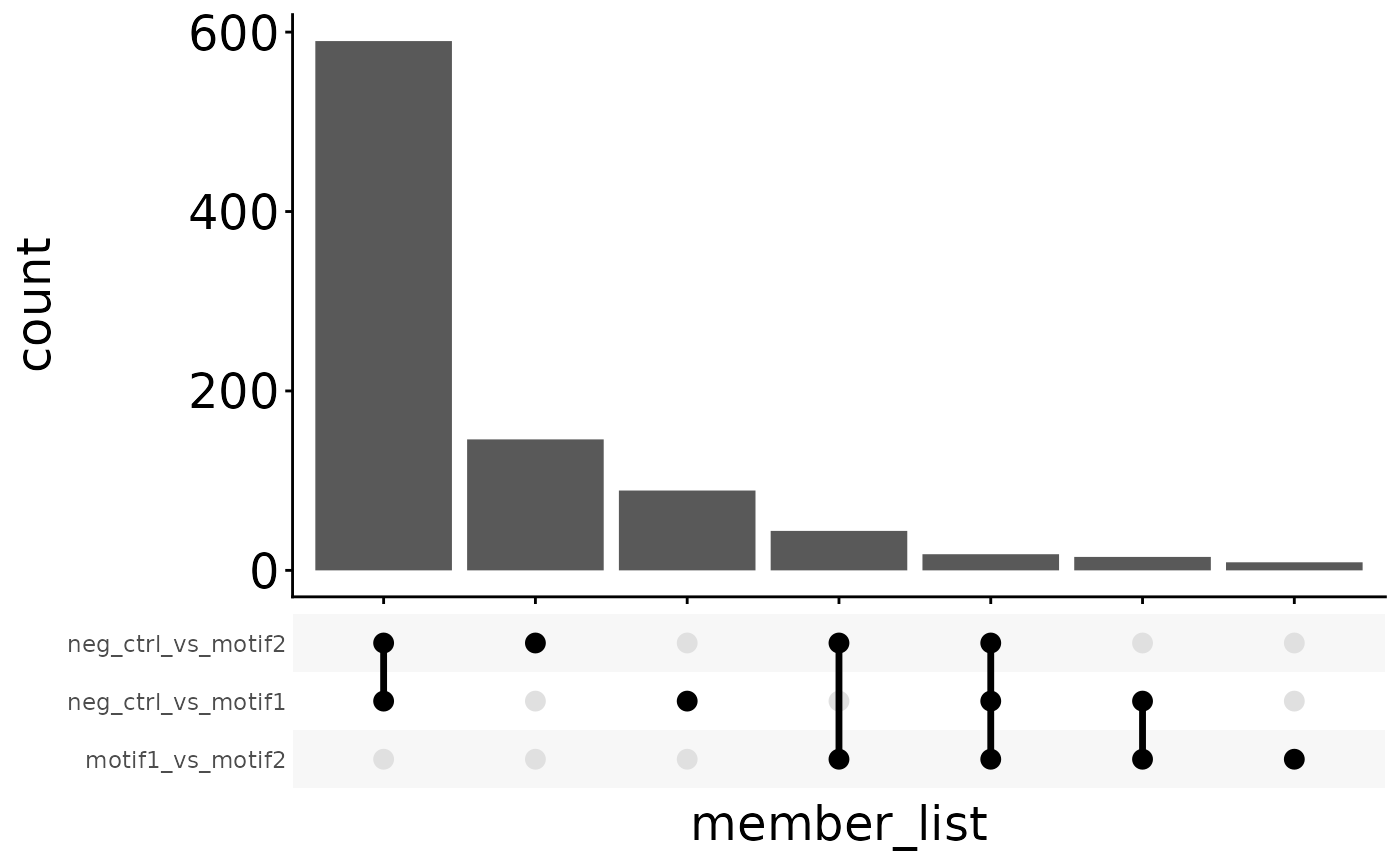 600
400
200
0
count
neg_ctrl_vs_motif2
neg_ctrl_vs_motif1
motif1_vs_motif2
member_list